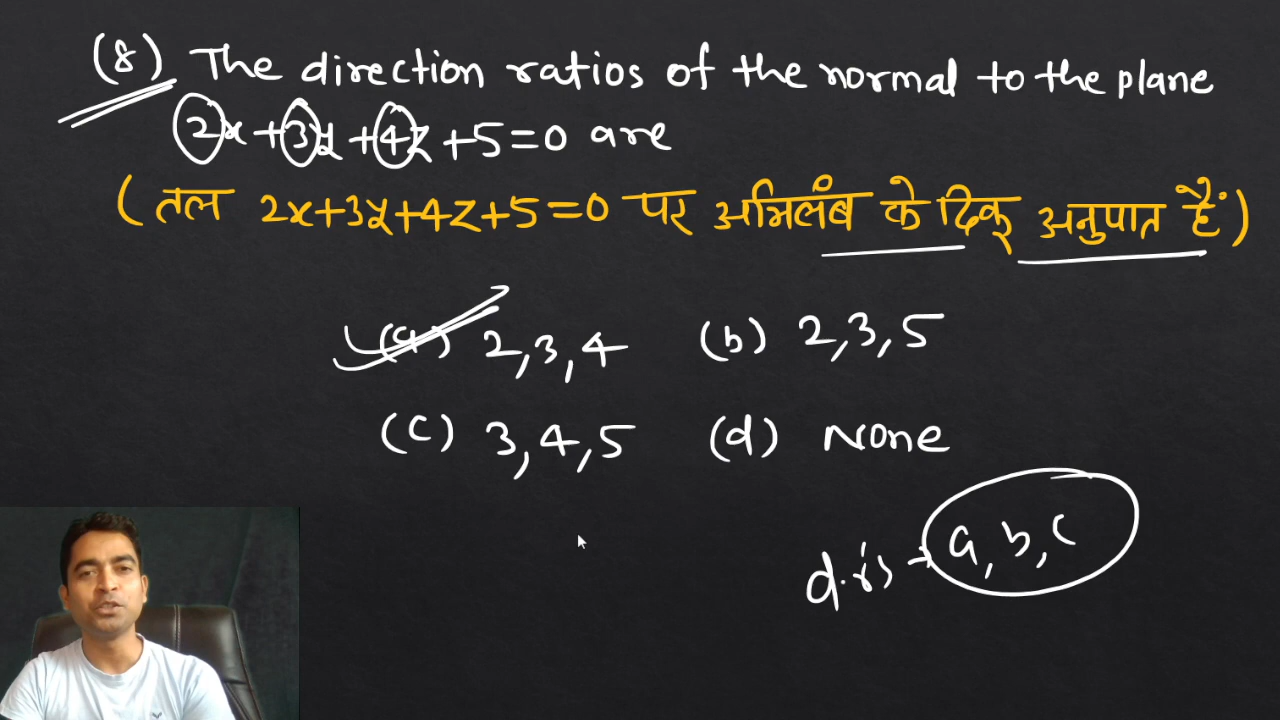 (8) The direction ratios of the normal to the plane
2x+3y+4z+5=0 are
(तल 2x+3y+4z+5=0 पर अभिलंब के दिक् अनुपात हैं)
(a) 2,3,4 (b) 2,3,5
(c) 3,4,5 (d) None
d.r's → a, b, c